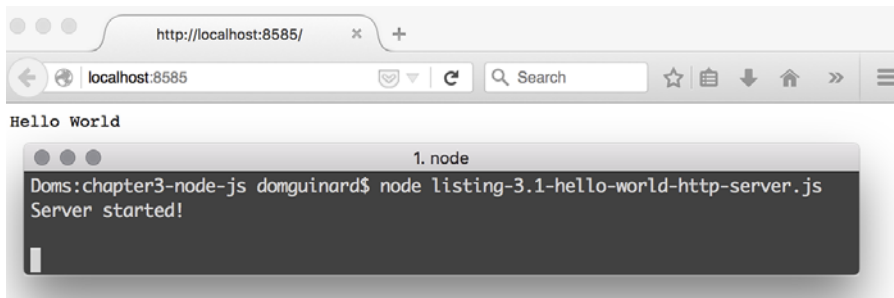 http://localhost:8585/
localhost:8585
Search
Hello World
1. node
Doms:chapter3-node-js domguinard$ node listing-3.1-hello-world-http-server.js
Server started!